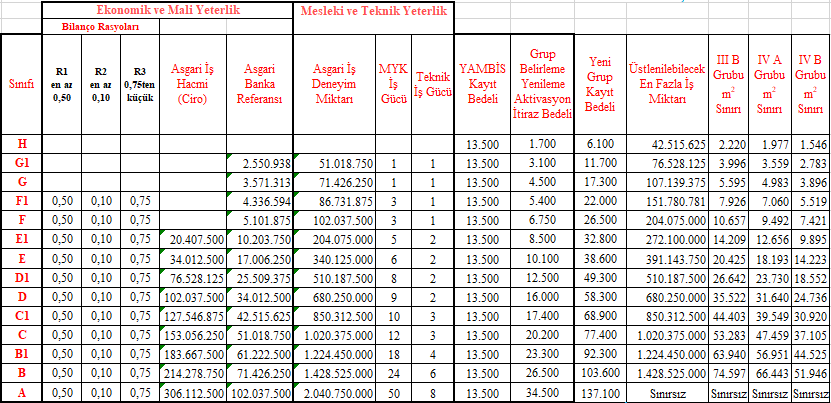 Ekonomik ve Mali Yeterlik Mesleki ve Teknik Yeterlik
Bilanço Rasyoları
Sınıfı R1 en az 0,50 R2 en az 0,10 R3 0,75ten küçük Asgari İş Hacmi (Ciro) Asgari Banka Referansı Asgari İş Deneyim Miktarı MYK İş Gücü Teknik İş Gücü YAMBİS Kayıt Bedeli Grup Belirleme Yenileme Aktivasyon İtiraz Bedeli Yeni Grup Kayıt Bedeli Üstlenilebilecek En Fazla İş Miktarı III B Grubu m² Sınırı IV A Grubu m² Sınırı IV B Grubu m² Sınırı
H 13.500 1.700 6.100 42.515.625 2.220 1.977 1.546
G1 2.550.938 51.018.750 1 1 13.500 3.100 11.700 76.528.125 3.996 3.559 2.783
G 3.571.313 71.426.250 1 1 13.500 4.500 17.300 107.139.375 5.595 4.983 3.896
F1 0,50 0,10 0,75 4.336.594 86.731.875 3 1 13.500 5.400 22.000 151.780.781 7.926 7.060 5.519
F 0,50 0,10 0,75 5.101.875 102.037.500 3 1 13.500 6.750 26.500 204.075.000 10.657 9.492 7.421
E1 0,50 0,10 0,75 20.407.500 10.203.750 204.075.000 5 2 13.500 8.500 32.800 272.100.000 14.209 12.656 9.895
E 0,50 0,10 0,75 34.012.500 17.006.250 340.125.000 6 2 13.500 10.100 38.600 391.143.750 20.425 18.193 14.223
D1 0,50 0,10 0,75 76.528.125 25.509.375 510.187.500 8 2 13.500 12.500 49.300 510.187.500 26.642 23.730 18.552
D 0,50 0,10 0,75 102.037.500 34.012.500 680.250.000 9 2 13.500 16.000 58.300 680.250.000 35.522 31.640 24.736
C1 0,50 0,10 0,75 127.546.875 42.515.625 850.312.500 10 3 13.500 17.400 68.900 850.312.500 44.403 39.549 30.920
C 0,50 0,10 0,75 153.056.250 51.018.750 1.020.375.000 12 3 13.500 20.200 77.400 1.020.375.000 53.283 47.459 37.105
B1 0,50 0,10 0,75 183.667.500 61.222.500 1.224.450.000 18 4 13.500 23.300 92.300 1.224.450.000 63.940 56.951 44.525
B 0,50 0,10 0,75 214.278.750 71.426.250 1.428.525.000 24 6 13.500 26.500 103.600 1.428.525.000 74.597 66.443 51.946
A 0,50 0,10 0,75 306.112.500 102.037.500 2.040.750.000 50 8 13.500 34.500 137.100 Sınırsız Sınırsız Sınırsız Sınırsız